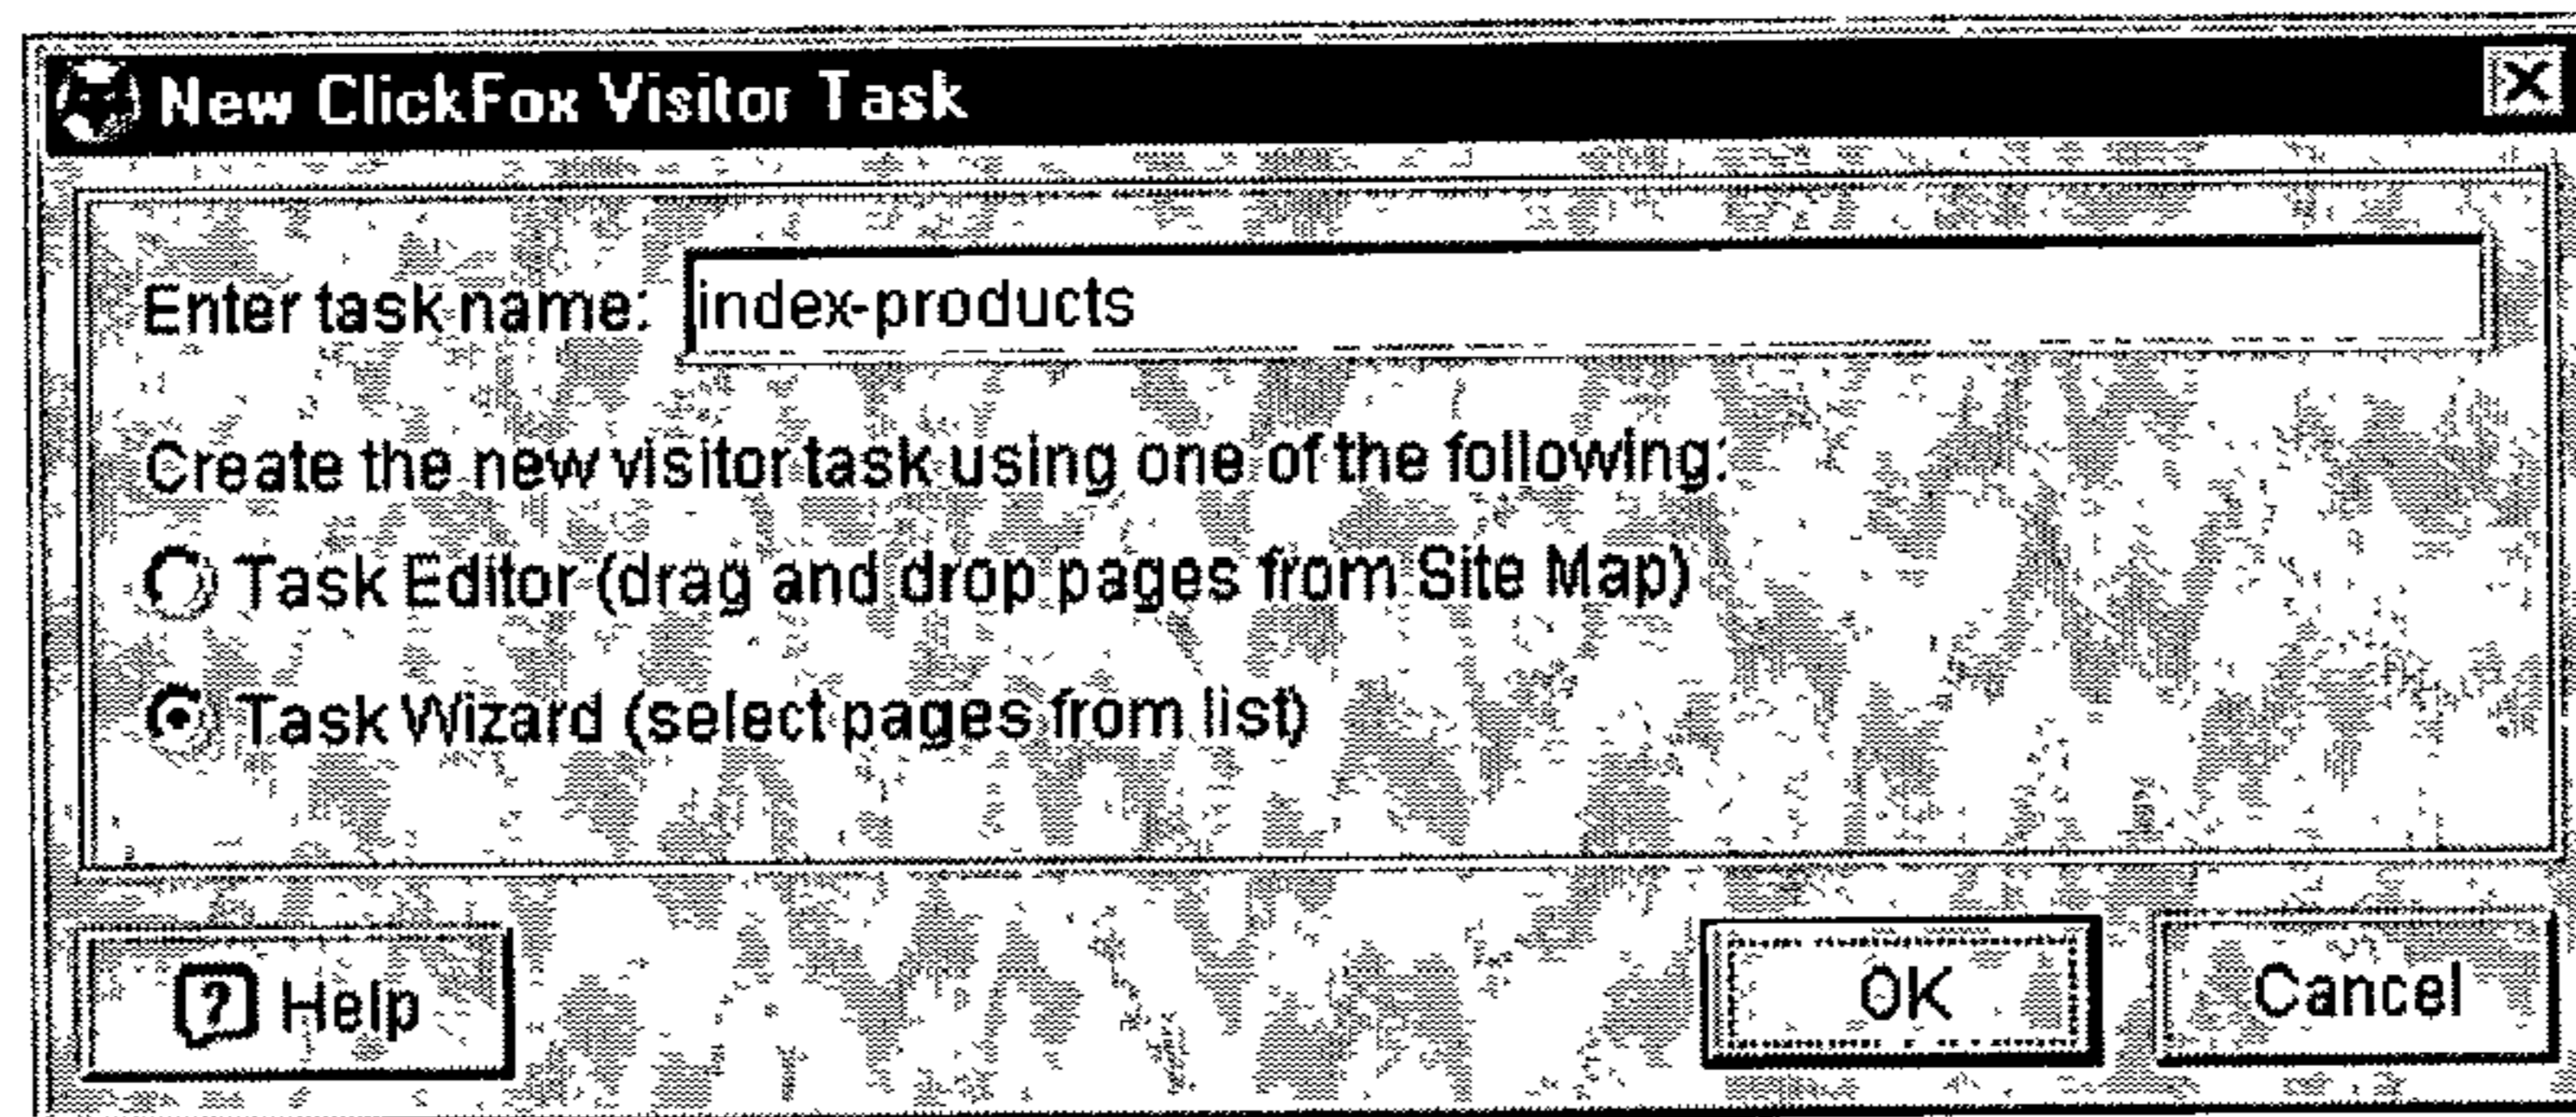 New ClickFox Visitor Task
Enter task name: index-products
Create the new visitor task using one of the following:
Task Editor (drag and drop pages from Site Map)
Task Wizard (select pages from list)
? Help OK Cancel